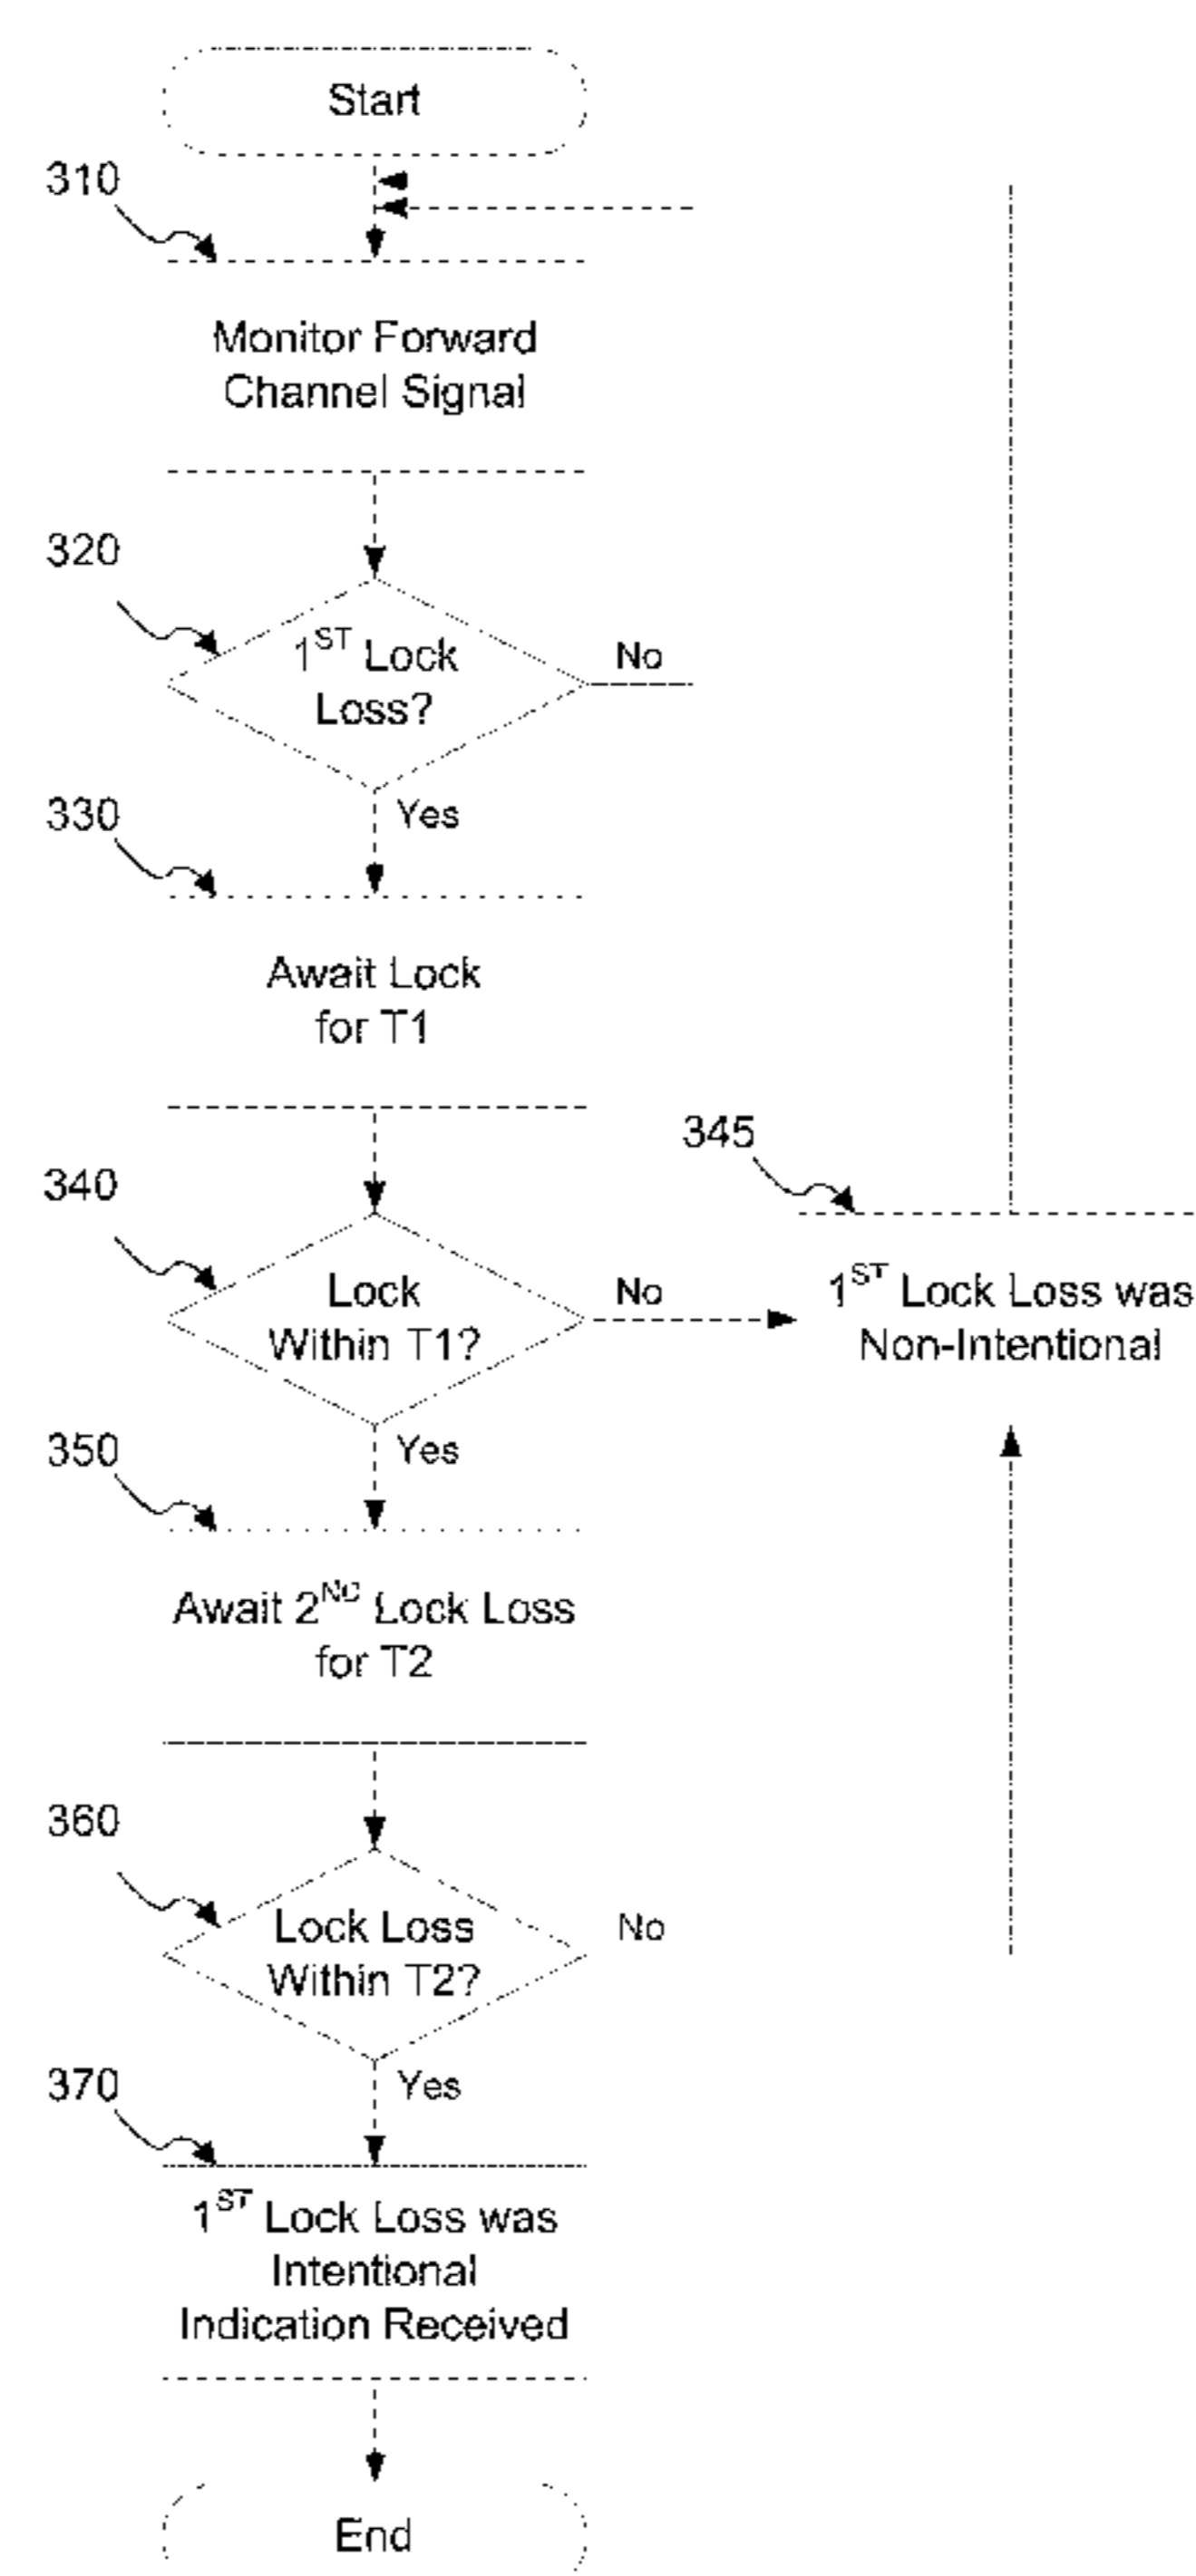 Start
310
Monitor Forward
Channel Signal
320
1ST Lock
Loss?
No
Yes
330
Await Lock
for T1
340
Lock
Within T1?
No
345
1ST Lock Loss was
Non-Intentional
Yes
350
Await 2ND Lock Loss
for T2
360
Lock Loss
Within T2?
No
Yes
370
1ST Lock Loss was
Intentional
Indication Received
End